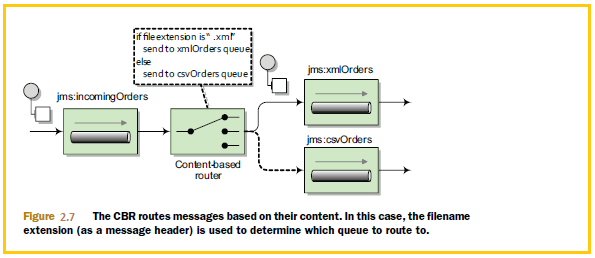 if file extension is " .xml"
send to xmlOrders queue
else
send to csvOrders queue
jms:xmlOrders
jms:incomingOrders
jms:csvOrders
Content-based
router
Figure 2.7 The CBR routes messages based on their content. In this case, the filename
extension (as a message header) is used to determine which queue to route to.